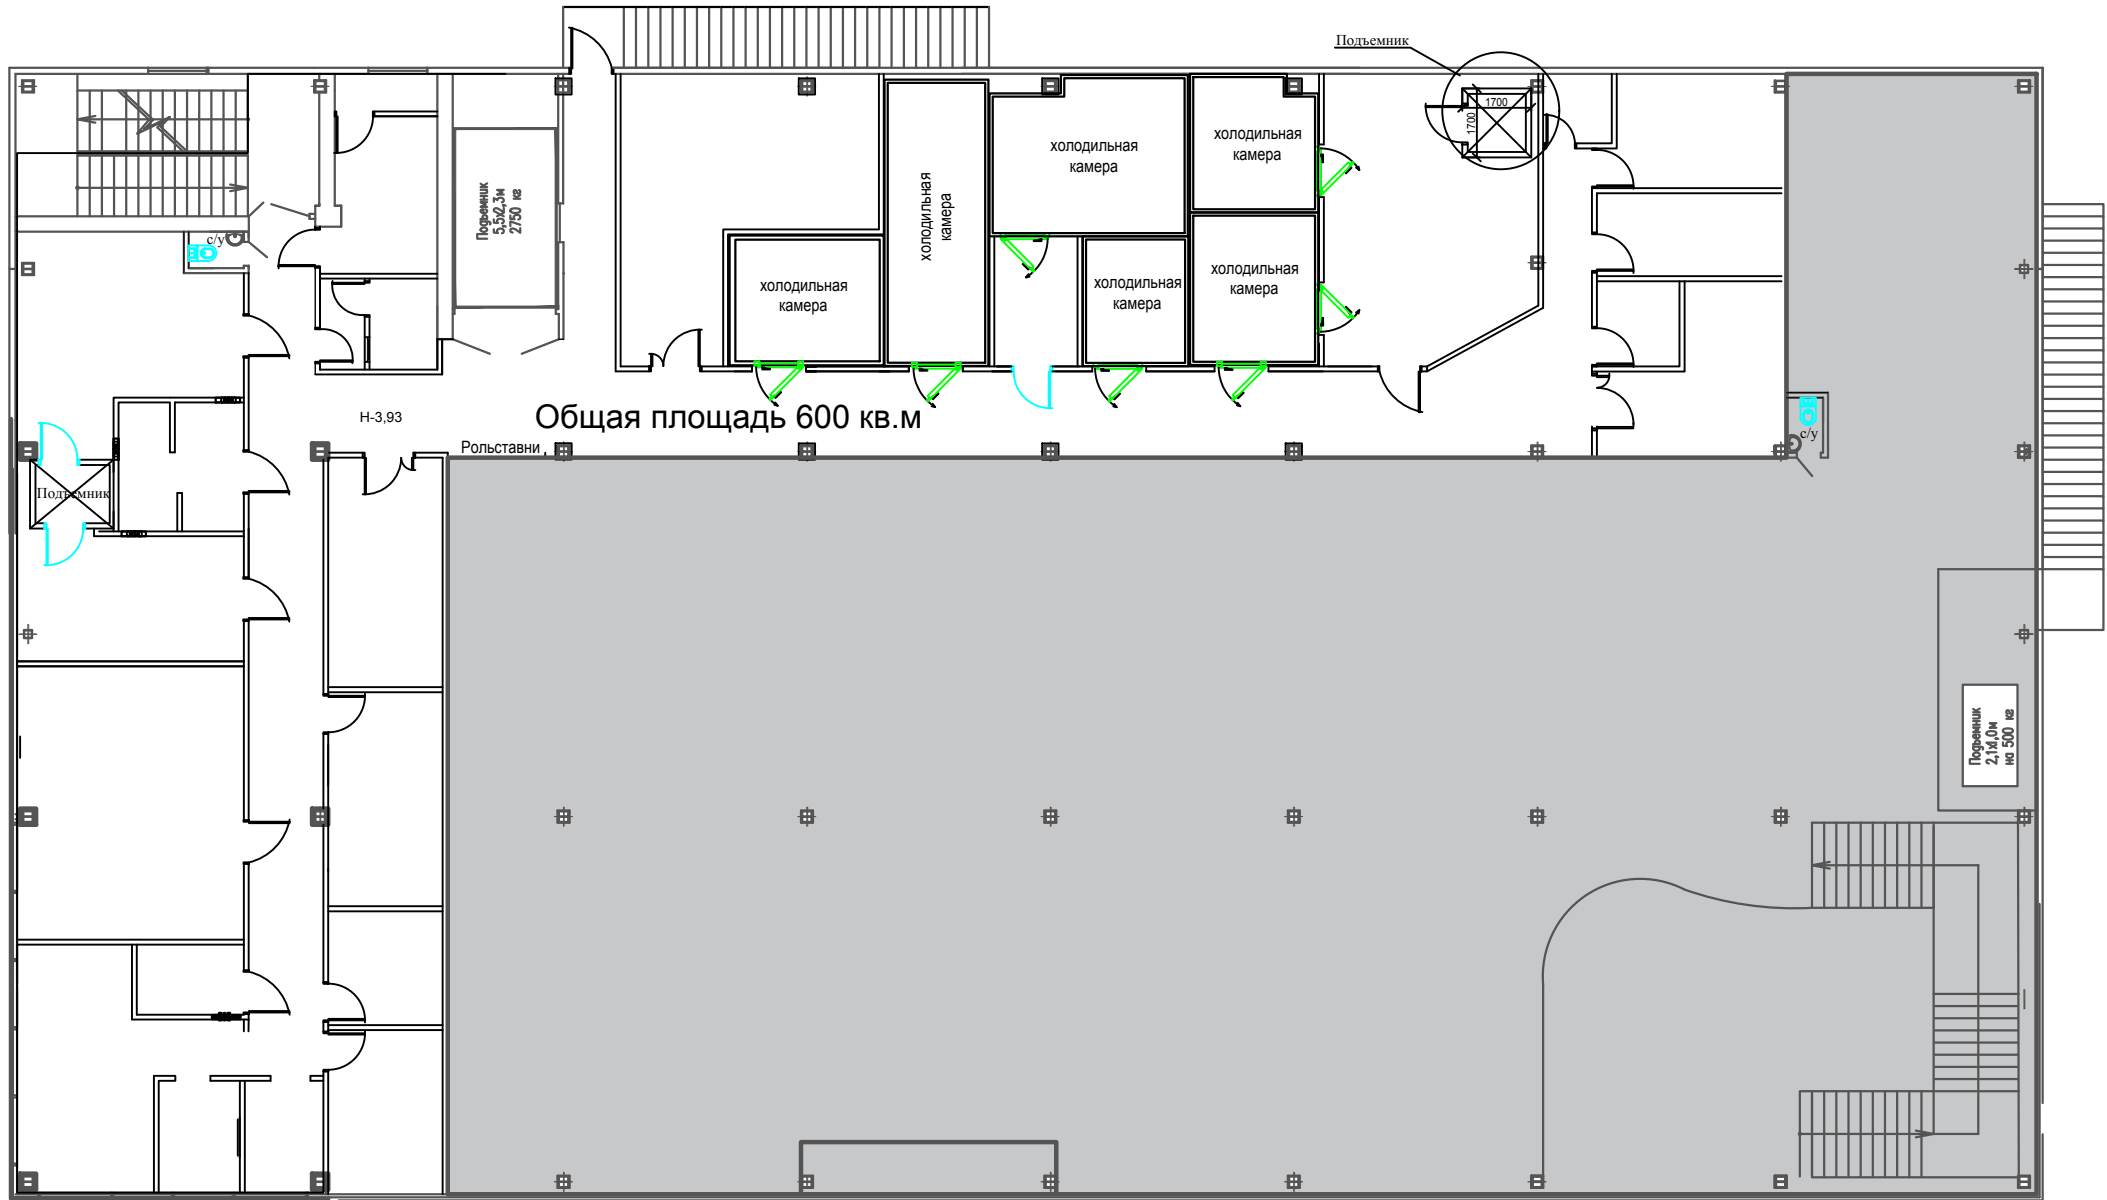 Подъемник
1700
1700
холодильная
камера
холодильная
камера
холодильная
камера
Подъемник
5,5х2,3м
2750 кг
с/у
холодильная
камера
холодильная
камера
холодильная
камера
Н-3,93
Общая площадь 600 кв.м
Рольставни
с/у
Подъемник
Подъемник
2,1х1,0м
на 500 кг